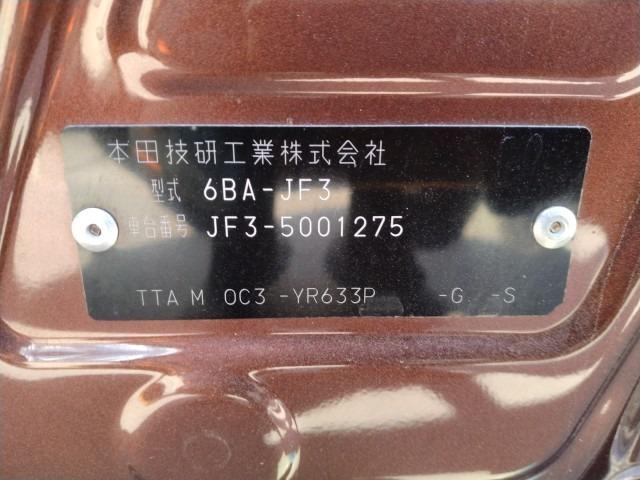 本田技研工業株式会社
型式 6BA-JF3
車台番号 JF3-5001275
TTA M 0C3 -YR633P -G -S